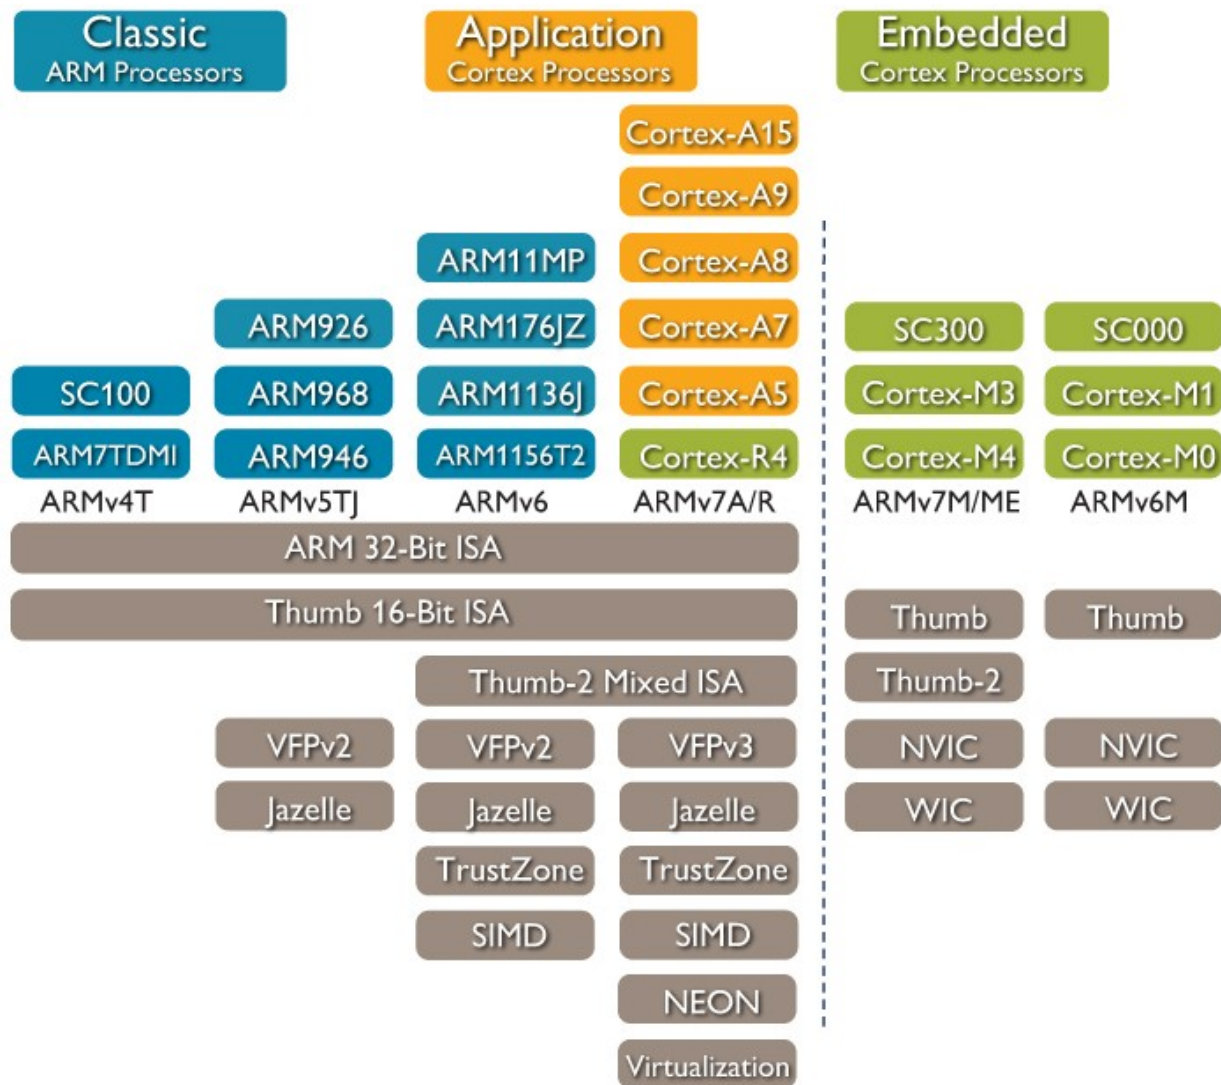 Classic
ARM Processors
Application
Cortex Processors
Embedded
Cortex Processors
Cortex-A15
Cortex-A9
ARM11MP
Cortex-A8
ARM926
ARM176JZ
Cortex-A7
SC300
SC000
SC100
ARM968
ARM1136J
Cortex-A5
Cortex-M3
Cortex-M1
ARM7TDMI
ARM946
ARM1156T2
Cortex-R4
Cortex-M4
Cortex-M0
ARMv4T
ARMv5TJ
ARMv6
ARMv7A/R
ARMv7M/ME
ARMv6M
ARM 32-Bit ISA
Thumb 16-Bit ISA
Thumb
Thumb
Thumb-2 Mixed ISA
Thumb-2
VFPv2
VFPv2
VFPv3
NVIC
NVIC
Jazelle
Jazelle
Jazelle
WIC
WIC
TrustZone
TrustZone
SIMD
SIMD
NEON
Virtualization